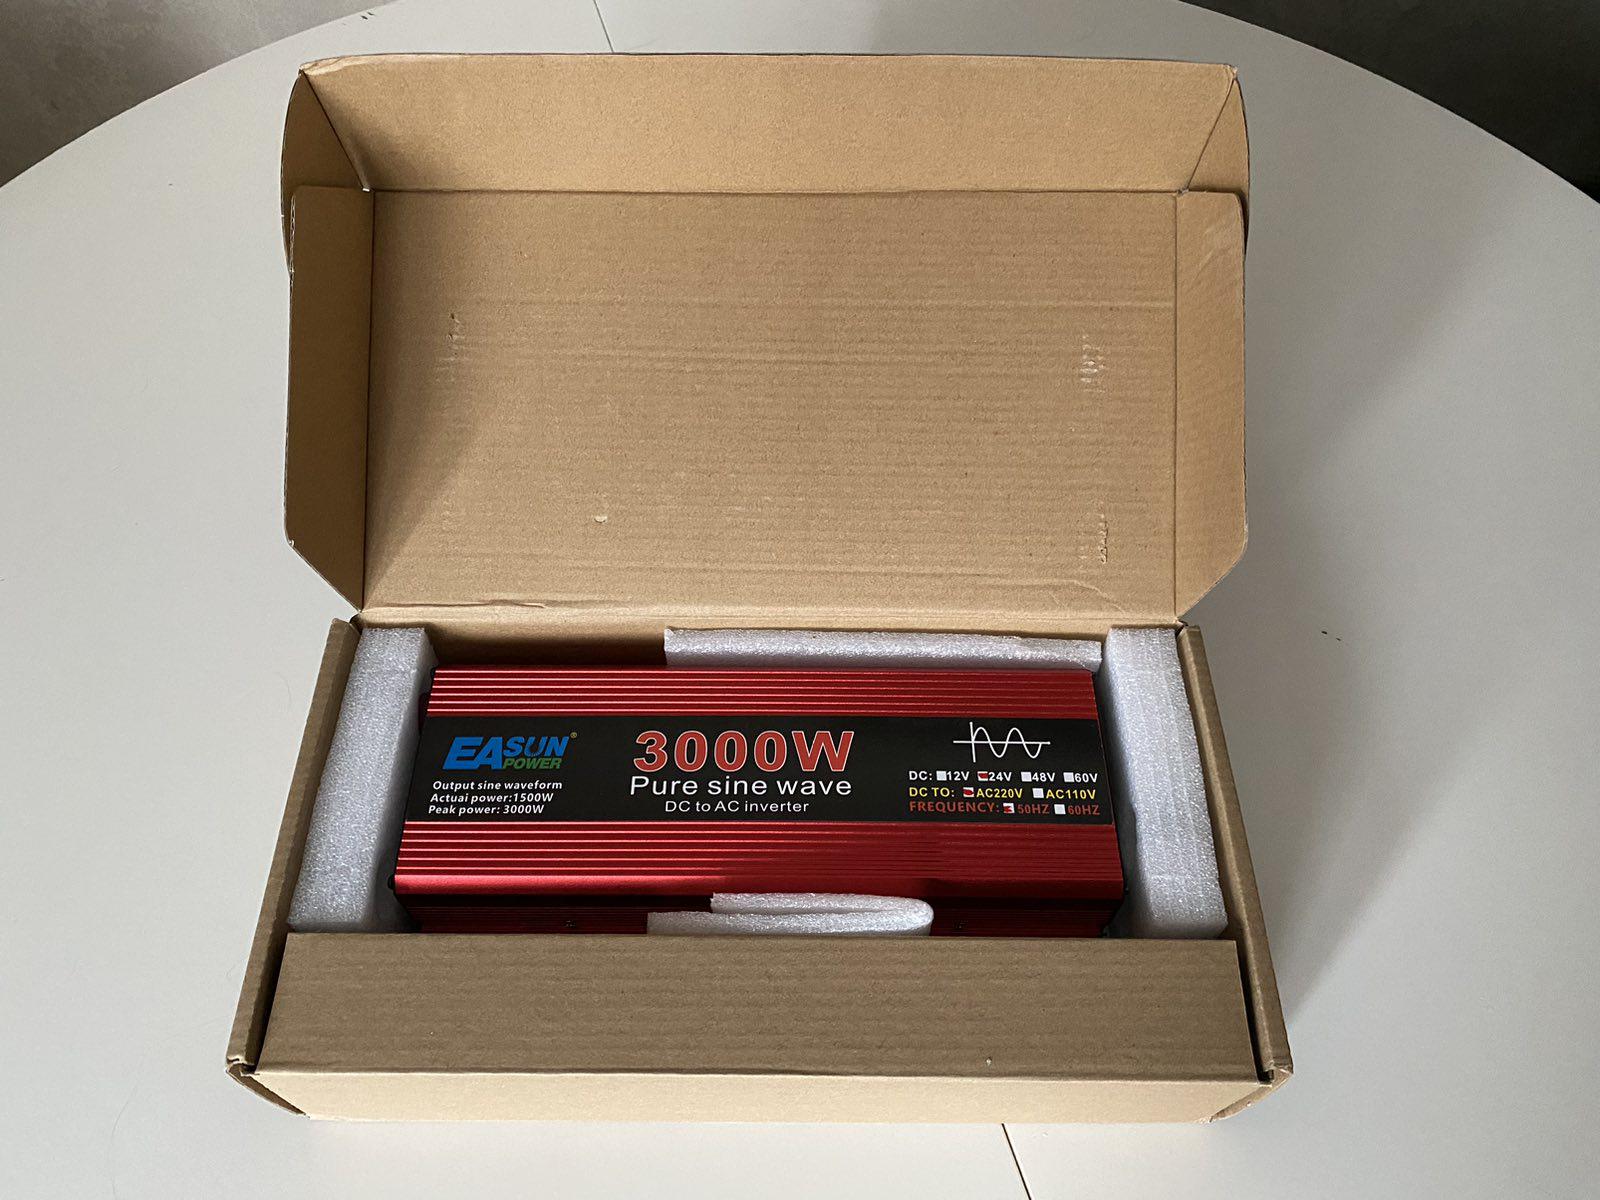 EASUN®
POWER
Output sine waveform
Actuai power:1500W
Peak power: 3000W
3000W
Pure sine wave
DC to AC inverter
DC: 12V 24V 48V 60V
DC TO: AC220V AC110V
FREQUENCY: 50HZ 60HZ